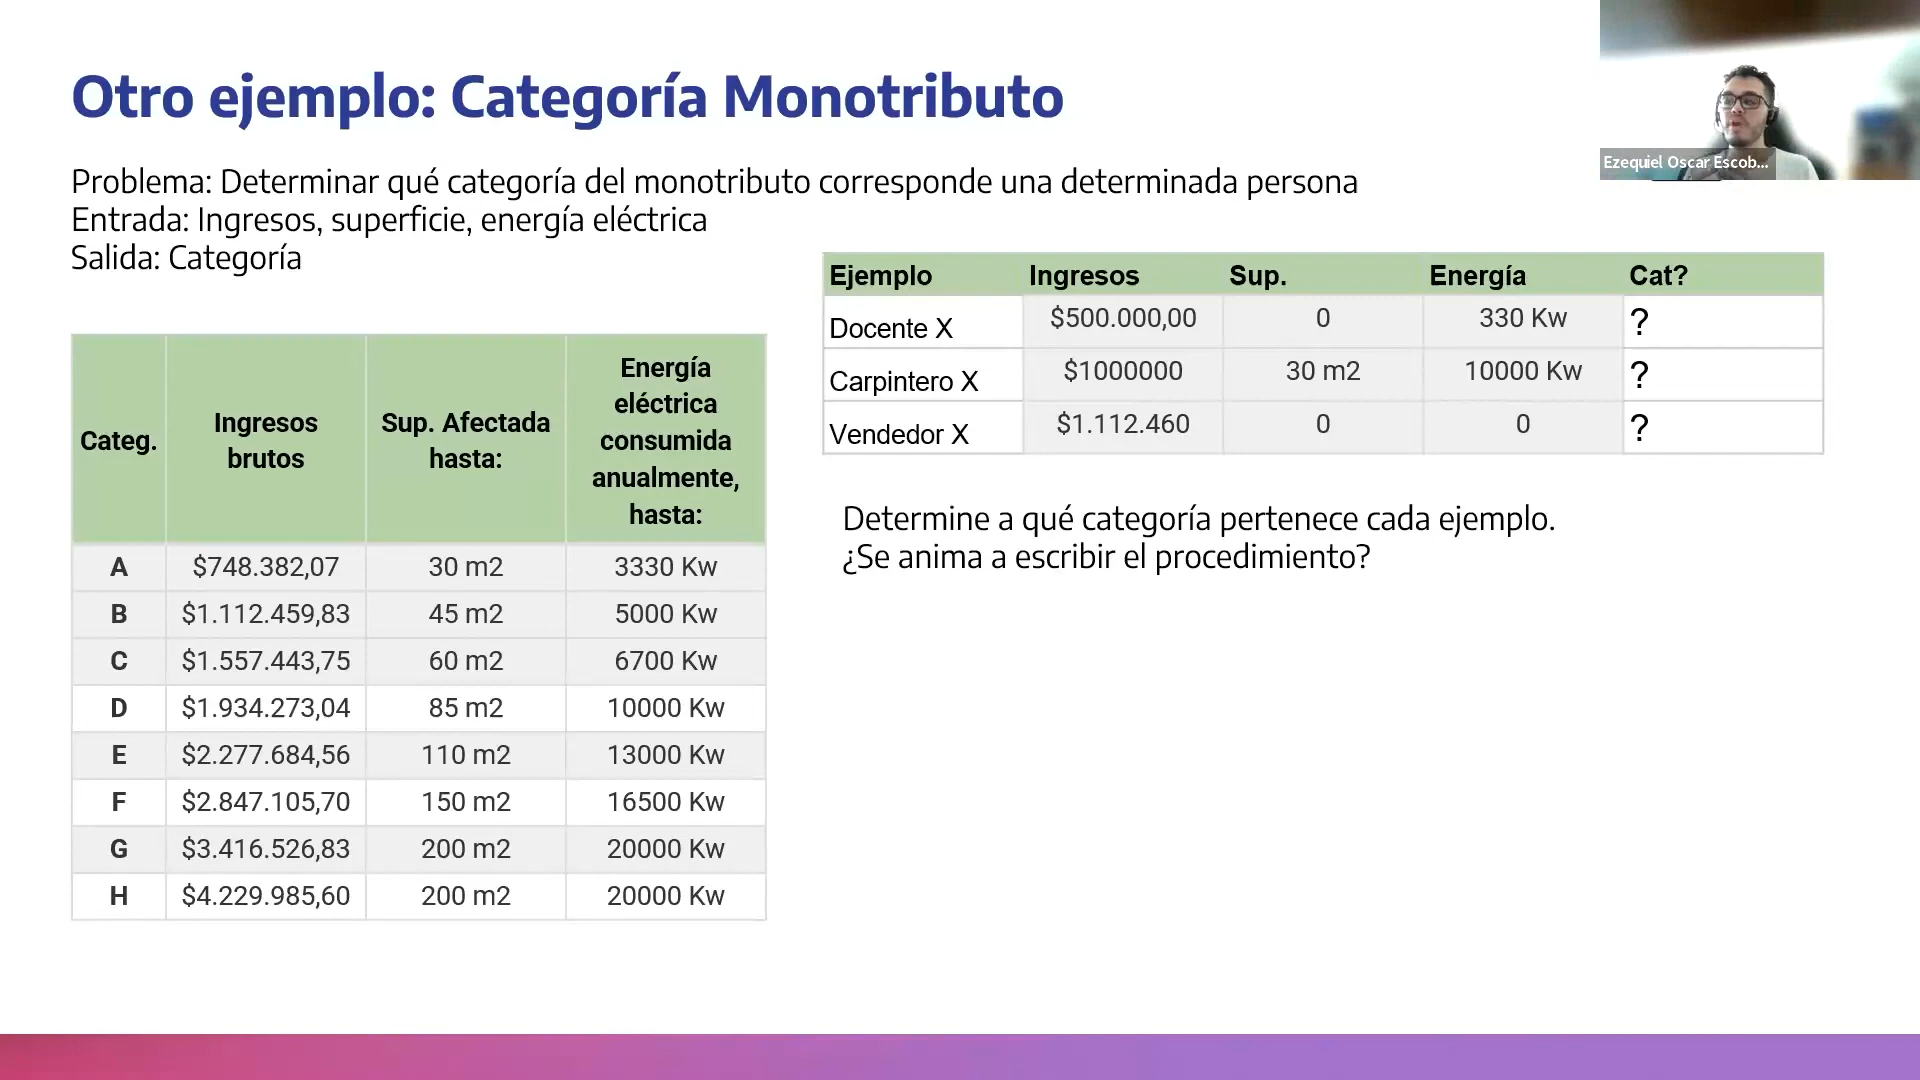 Otro ejemplo: Categoría Monotributo
Ezequiel Oscar Escob...
Problema: Determinar qué categoría del monotributo corresponde una determinada persona
Entrada: Ingresos, superficie, energía eléctrica
Salida: Categoría
Ejemplo Ingresos Sup. Energía Cat?
Docente X $500.000,00 0 330 Kw ?
Carpintero X $1000000 30 m2 10000 Kw ?
Vendedor X $1.112.460 0 0 ?
Determine a qué categoría pertenece cada ejemplo.
¿Se anima a escribir el procedimiento?
Categ. Ingresos brutos Sup. Afectada hasta: Energía eléctrica consumida anualmente, hasta:
A $748.382,07 30 m2 3330 Kw
B $1.112.459,83 45 m2 5000 Kw
C $1.557.443,75 60 m2 6700 Kw
D $1.934.273,04 85 m2 10000 Kw
E $2.277.684,56 110 m2 13000 Kw
F $2.847.105,70 150 m2 16500 Kw
G $3.416.526,83 200 m2 20000 Kw
H $4.229.985,60 200 m2 20000 Kw